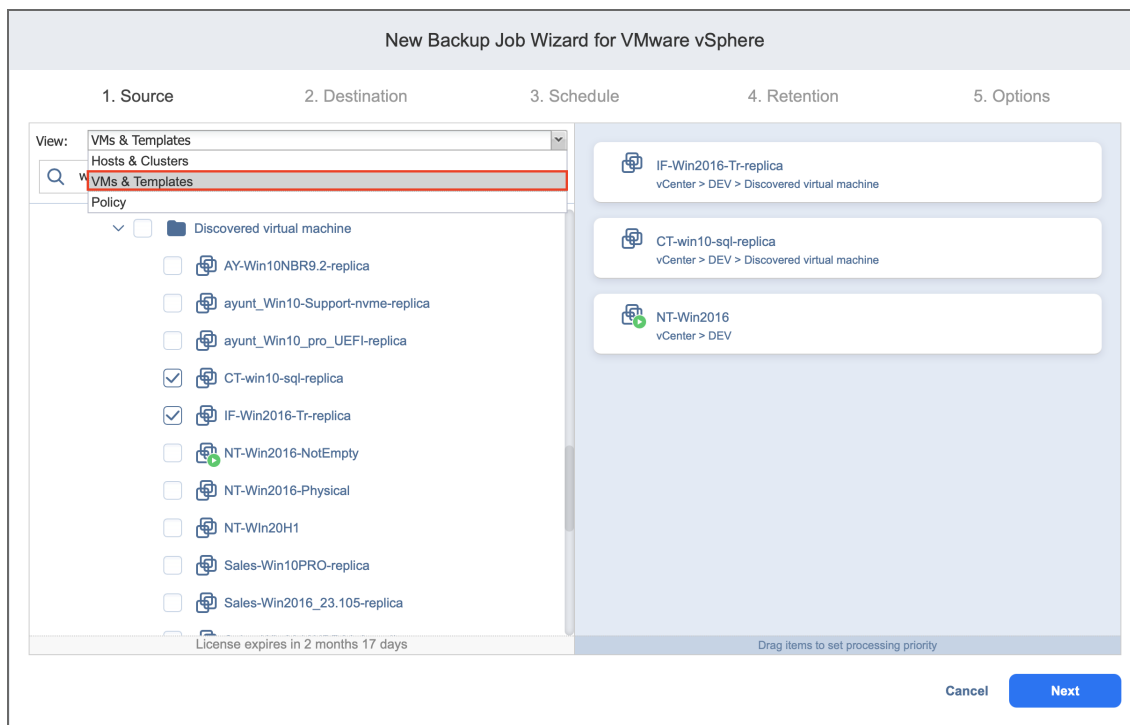 New Backup Job Wizard for VMware vSphere
1. Source 2. Destination 3. Schedule 4. Retention 5. Options
View: VMs & Templates
Hosts & Clusters
VMs & Templates
Policy
Discovered virtual machine
AY-Win10NBR9.2-replica
ayunt_Win10-Support-nvme-replica
ayunt_Win10_pro_UEFI-replica
CT-win10-sql-replica
IF-Win2016-Tr-replica
NT-Win2016-NotEmpty
NT-Win2016-Physical
NT-WIn20H1
Sales-Win10PRO-replica
Sales-Win2016_23.105-replica
License expires in 2 months 17 days
IF-Win2016-Tr-replica
vCenter > DEV > Discovered virtual machine
CT-win10-sql-replica
vCenter > DEV > Discovered virtual machine
NT-Win2016
vCenter > DEV
Drag items to set processing priority
Cancel Next